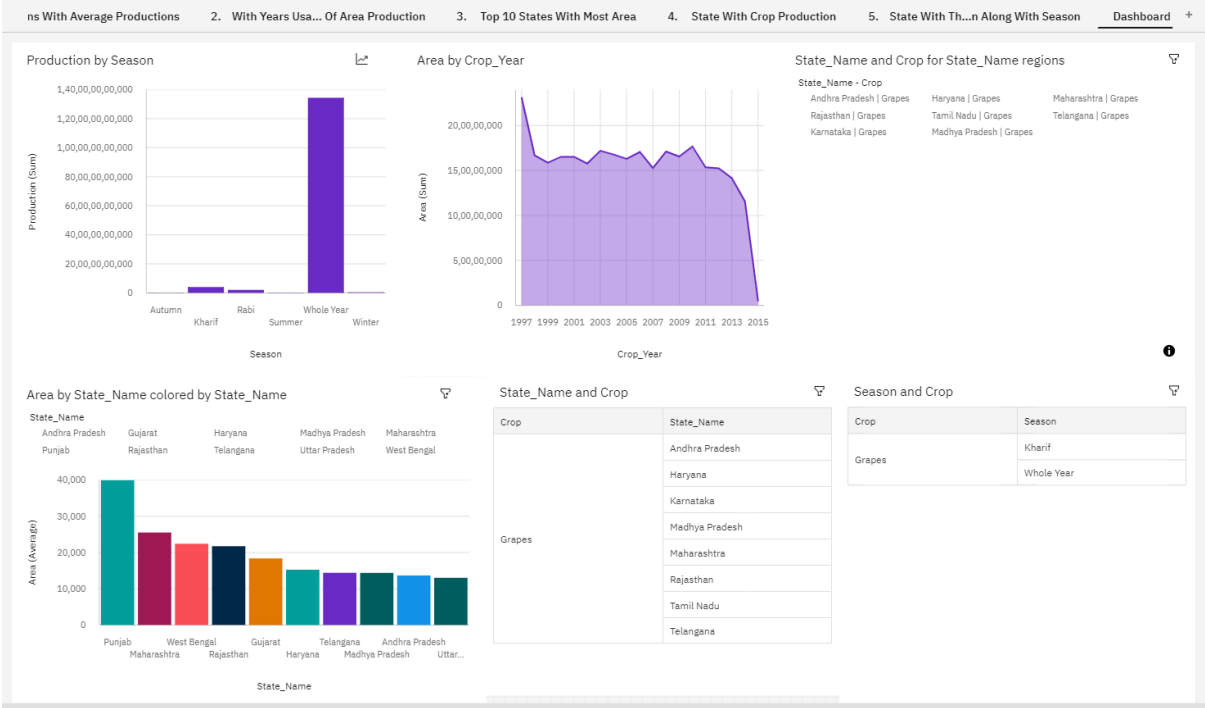 ns With Average Productions 2. With Years Usa... Of Area Production 3. Top 10 States With Most Area 4. State With Crop Production 5. State With Th...n Along With Season Dashboard +
Production by Season
1,40,00,00,00,000
1,20,00,00,00,000
1,00,00,00,00,000
80,00,00,00,000
60,00,00,00,000
40,00,00,00,000
20,00,00,00,000
0
Production (Sum)
Autumn Rabi Whole Year
Kharif Summer Winter
Season
Area by Crop_Year
20,00,00,000
15,00,00,000
10,00,00,000
5,00,00,000
0
Area (Sum)
1997 1999 2001 2003 2005 2007 2009 2011 2013 2015
Crop_Year
State_Name and Crop for State_Name regions
State_Name - Crop
Andhra Pradesh | Grapes Haryana | Grapes Maharashtra | Grapes
Rajasthan | Grapes Tamil Nadu | Grapes Telangana | Grapes
Karnataka | Grapes Madhya Pradesh | Grapes
Area by State_Name colored by State_Name
State_Name
Andhra Pradesh Gujarat Haryana Madhya Pradesh Maharashtra
Punjab Rajasthan Telangana Uttar Pradesh West Bengal
40,000
30,000
20,000
10,000
0
Area (Average)
Punjab West Bengal Gujarat Telangana Andhra Pradesh
Maharashtra Rajasthan Haryana Madhya Pradesh Uttar...
State_Name
State_Name and Crop
Crop State_Name
Andhra Pradesh
Haryana
Karnataka
Madhya Pradesh
Grapes
Maharashtra
Rajasthan
Tamil Nadu
Telangana
Season and Crop
Crop Season
Kharif
Grapes
Whole Year